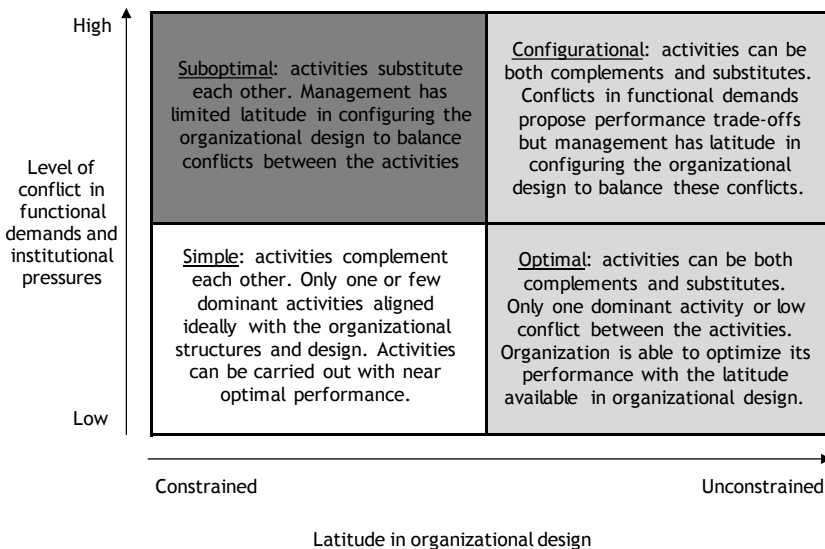 High
Suboptimal: activities substitute
each other. Management has
limited latitude in configuring the
organizational design to balance
conflicts between the activities
Configurational: activities can be
both complements and substitutes.
Conflicts in functional demands
propose performance trade-offs
but management has latitude in
configuring the organizational
design to balance these conflicts.
Level of
conflict in
functional
demands and
institutional
pressures
Simple: activities complement
each other. Only one or few
dominant activities aligned
ideally with the organizational
structures and design. Activities
can be carried out with near
optimal performance.
Optimal: activities can be both
complements and substitutes.
Only one dominant activity or low
conflict between the activities.
Organization is able to optimize its
performance with the latitude
available in organizational design.
Low
Constrained
Unconstrained
Latitude in organizational design